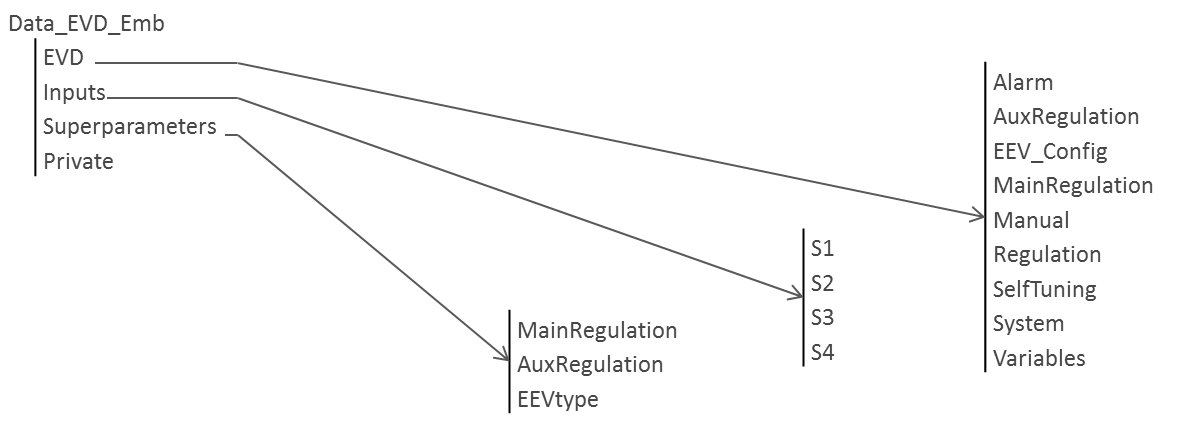 Data_EVD_Emb
EVD
Inputs
Superparameters
Private
MainRegulation
AuxRegulation
EEVtype
S1
S2
S3
S4
Alarm
AuxRegulation
EEV_Config
MainRegulation
Manual
Regulation
SelfTuning
System
Variables